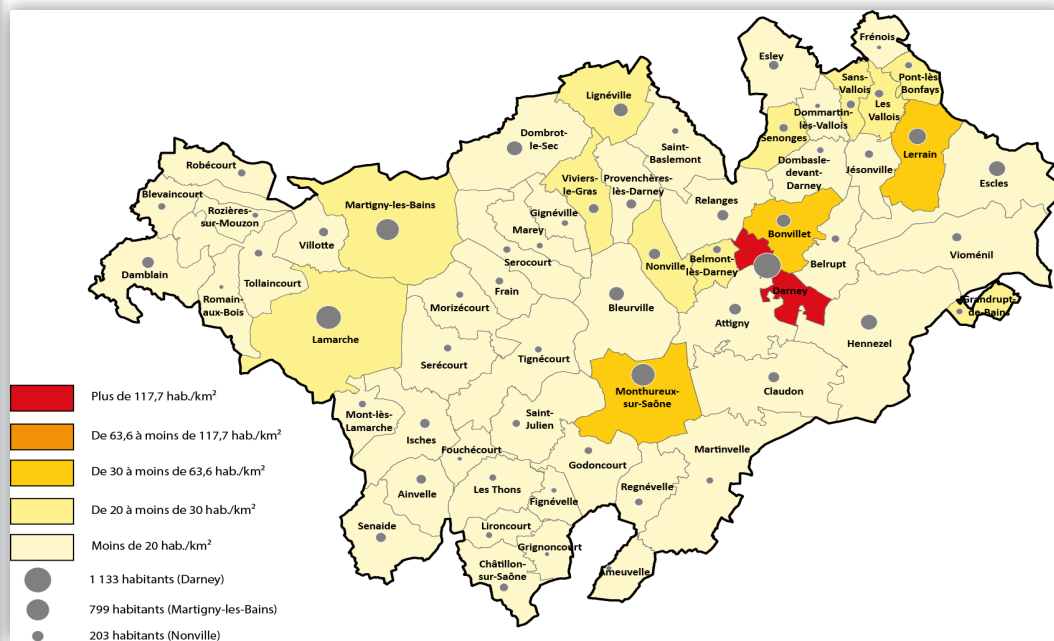 Frénois
Esley
Pont-lès
Bonfays
Sans-
Vallois
Les
Vallois
Lignéville
Dommartin-
lès-Vallois
Senonges
Dombrot-
le-Sec
Saint-
Baslemont
Lerrain
Dombasle-
devant-
Darney
Jésonville
Escles
Robécourt
Viviers-
le-Gras
Provenchères-
lès-Darney
Blevaincourt
Martigny-les-Bains
Relanges
Rozières-
sur-Mouzon
Gignéville
Marey
Bonvillet
Villotte
Serocourt
Nonville
Belmont-
lès-Darney
Belrupt
Vioménil
Damblain
Tollaincourt
Frain
Darney
Romain-
aux-Bois
Morizécourt
Bleurville
Attigny
Grandrupt-
de-Bains
Lamarche
Hennezel
Serécourt
Tignécourt
Monthureux-
sur-Saône
Claudon
Mont-lès-
Lamarche
Saint-
Julien
Isches
Fouchécourt
Martinvelle
Godoncourt
Ainvelle
Les Thons
Fignévelle
Regnévelle
Senaide
Lironcourt
Grignoncourt
Châtillon-
sur-Saône
Ameuvelle
Plus de 117,7 hab./km²
De 63,6 à moins de 117,7 hab./km²
De 30 à moins de 63,6 hab./km²
De 20 à moins de 30 hab./km²
Moins de 20 hab./km²
1 133 habitants (Darney)
799 habitants (Martigny-les-Bains)
203 habitants (Nonville)